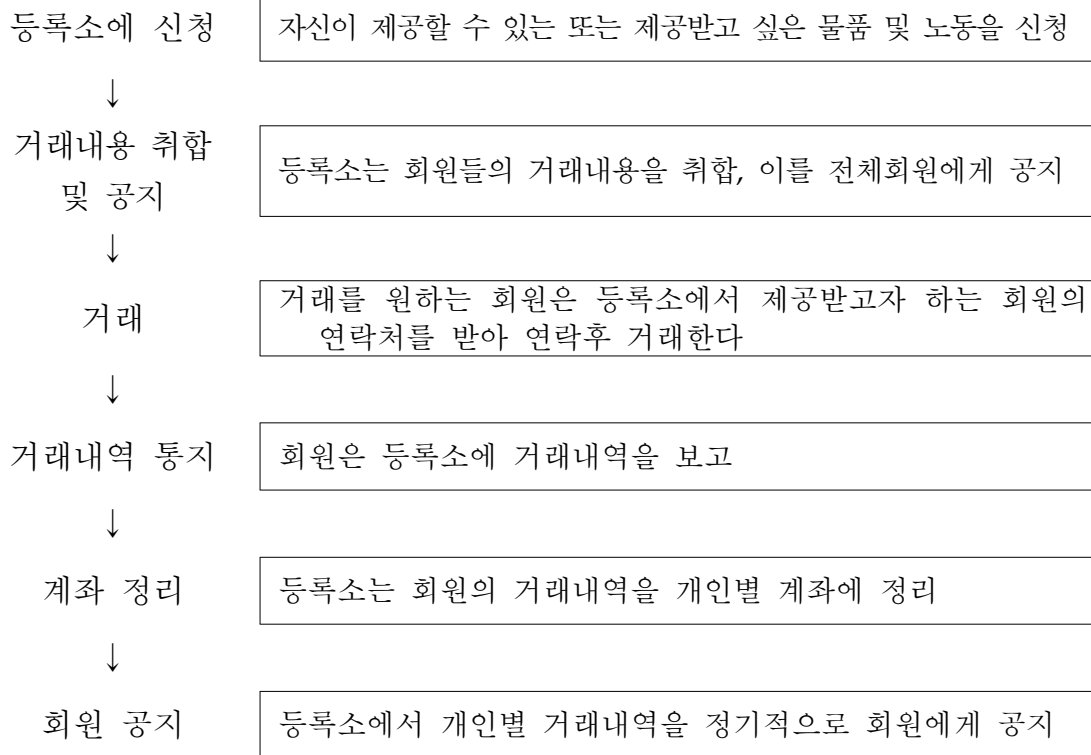 등록소에 신청
자신이 제공할 수 있는 또는 제공받고 싶은 물품 및 노동을 신청
↓
거래내용 취합
및 공지
등록소는 회원들의 거래내용을 취합, 이를 전체회원에게 공지
↓
거래
거래를 원하는 회원은 등록소에서 제공받고자 하는 회원의
연락처를 받아 연락후 거래한다
↓
거래내역 통지
회원은 등록소에 거래내역을 보고
↓
계좌 정리
등록소는 회원의 거래내역을 개인별 계좌에 정리
↓
회원 공지
등록소에서 개인별 거래내역을 정기적으로 회원에게 공지